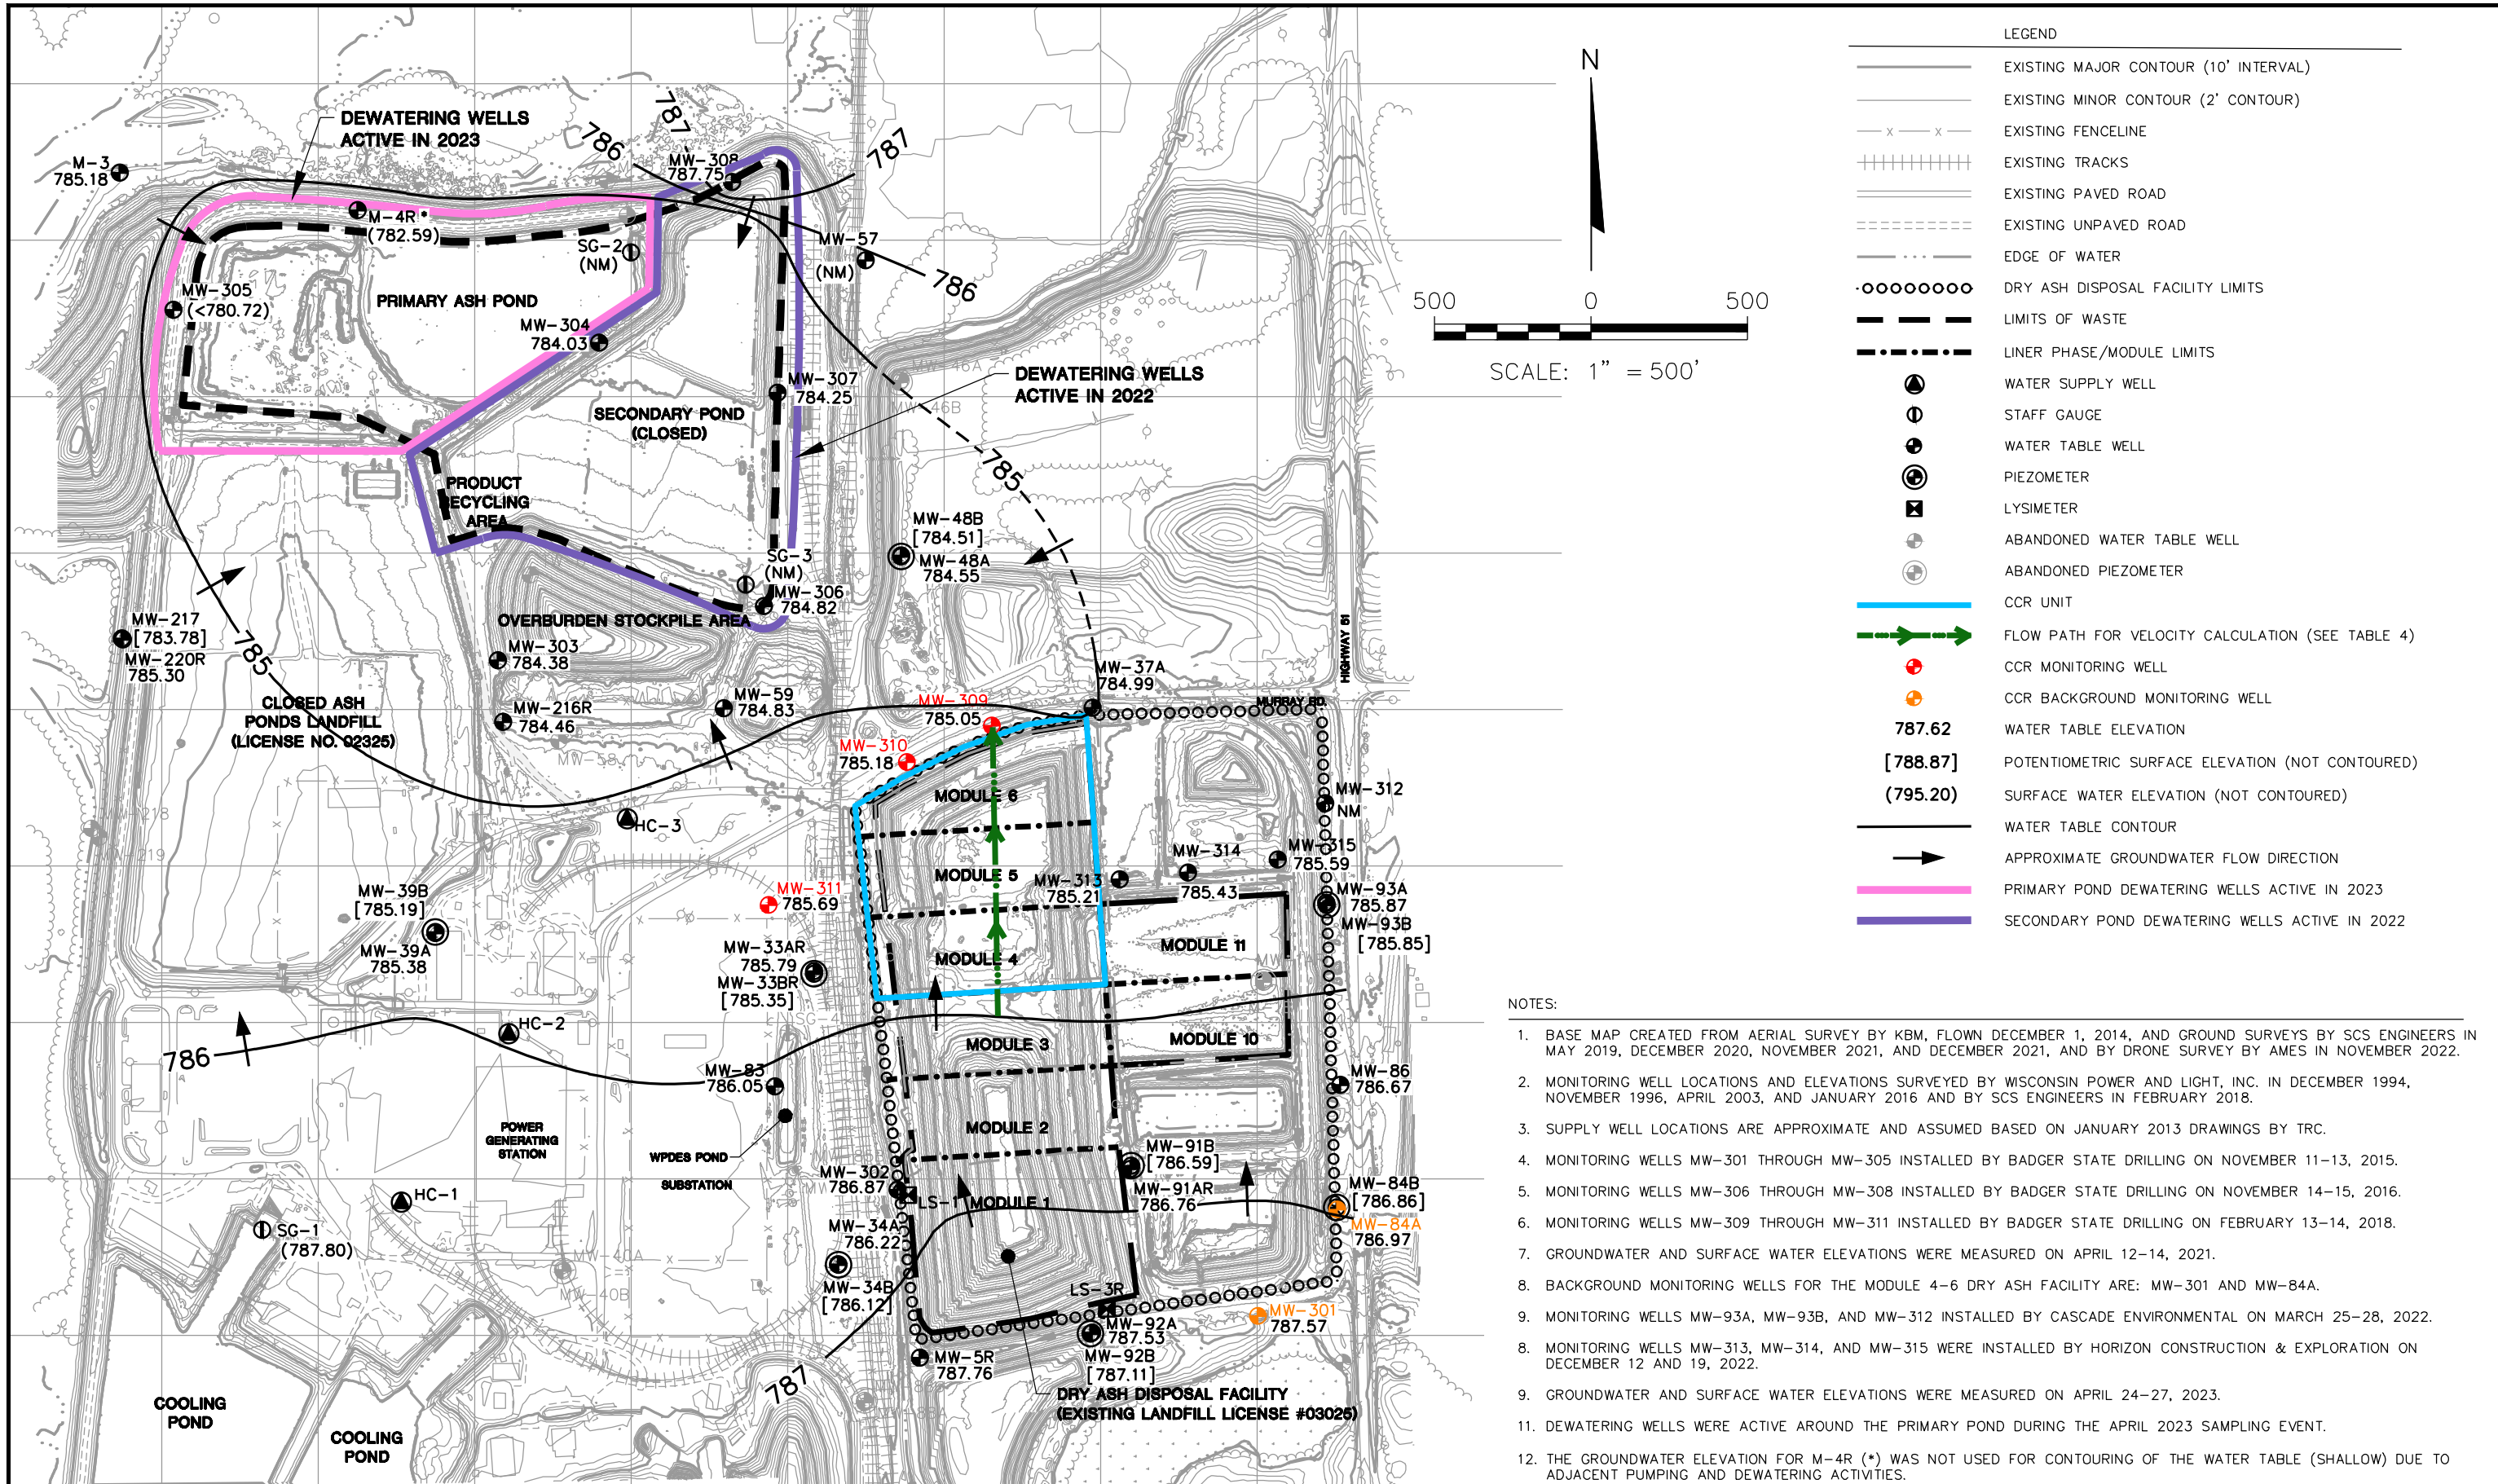 DEWATERING WELLS
ACTIVE IN 2023
787
786
787
MW-308
787.75
M-3
785.18
M-4R*
(782.59)
SG-2
(NM)
MW-57
(NM)
786
MW-305
(<780.72)
PRIMARY ASH POND
MW-304
784.03
MW-307
784.25
MW-46A
MW-46B
DEWATERING WELLS
ACTIVE IN 2022
SECONDARY POND
(CLOSED)
785
PRODUCT
RECYCLING
AREA
MW-48B
[784.51]
MW-48A
784.55
SG-3
(NM)
MW-306
784.82
OVERBURDEN STOCKPILE AREA
MW-217
[783.78]
MW-220R
785.30
785
MW-303
784.38
MW-37A
784.99
HIGHWAY 51
MURRAY RD.
CLOSED ASH
PONDS LANDFILL
(LICENSE NO. 02325)
MW-216R
784.46
MW-59
784.83
MW-309
785.05
MW-310
785.18
MW-58
MODULE 6
MW-312
NM
HC-3
MW-218
MW-219
MW-314
785.43
MW-315
785.59
MODULE 5
MW-313
785.21
MW-39B
[785.19]
MW-39A
785.38
MW-311
785.69
MW-93A
785.87
MW-93B
[785.85]
MW-33AR
785.79
MW-33BR
[785.35]
MODULE 4
MODULE 11
HC-2
786
MODULE 3
MODULE 10
MW-83
786.05
MW-86
786.67
POWER
GENERATING
STATION
WPDES POND
SUBSTATION
MODULE 2
MW-91B
[786.59]
MW-91AR
786.76
MW-302
786.87
LS-1
MODULE 1
MW-84B
[786.86]
MW-84A
786.97
HC-1
SG-1
(787.80)
MW-34A
786.22
MW-34B
[786.12]
MW-40A
MW-40B
LS-3R
MW-301
787.57
MW-92A
787.53
MW-92B
[787.11]
MW-5R
787.76
787
DRY ASH DISPOSAL FACILITY
(EXISTING LANDFILL LICENSE #03025)
COOLING
POND
COOLING
POND
N
500 0 500
SCALE: 1" = 500'
LEGEND
EXISTING MAJOR CONTOUR (10' INTERVAL)
EXISTING MINOR CONTOUR (2' CONTOUR)
EXISTING FENCELINE
EXISTING TRACKS
EXISTING PAVED ROAD
EXISTING UNPAVED ROAD
EDGE OF WATER
DRY ASH DISPOSAL FACILITY LIMITS
LIMITS OF WASTE
LINER PHASE/MODULE LIMITS
WATER SUPPLY WELL
STAFF GAUGE
WATER TABLE WELL
PIEZOMETER
LYSIMETER
ABANDONED WATER TABLE WELL
ABANDONED PIEZOMETER
CCR UNIT
FLOW PATH FOR VELOCITY CALCULATION (SEE TABLE 4)
CCR MONITORING WELL
CCR BACKGROUND MONITORING WELL
787.62 WATER TABLE ELEVATION
[788.87] POTENTIOMETRIC SURFACE ELEVATION (NOT CONTOURED)
(795.20) SURFACE WATER ELEVATION (NOT CONTOURED)
WATER TABLE CONTOUR
APPROXIMATE GROUNDWATER FLOW DIRECTION
PRIMARY POND DEWATERING WELLS ACTIVE IN 2023
SECONDARY POND DEWATERING WELLS ACTIVE IN 2022
NOTES:
1. BASE MAP CREATED FROM AERIAL SURVEY BY KBM, FLOWN DECEMBER 1, 2014, AND GROUND SURVEYS BY SCS ENGINEERS IN
MAY 2019, DECEMBER 2020, NOVEMBER 2021, AND DECEMBER 2021, AND BY DRONE SURVEY BY AMES IN NOVEMBER 2022.
2. MONITORING WELL LOCATIONS AND ELEVATIONS SURVEYED BY WISCONSIN POWER AND LIGHT, INC. IN DECEMBER 1994,
NOVEMBER 1996, APRIL 2003, AND JANUARY 2016 AND BY SCS ENGINEERS IN FEBRUARY 2018.
3. SUPPLY WELL LOCATIONS ARE APPROXIMATE AND ASSUMED BASED ON JANUARY 2013 DRAWINGS BY TRC.
4. MONITORING WELLS MW-301 THROUGH MW-305 INSTALLED BY BADGER STATE DRILLING ON NOVEMBER 11-13, 2015.
5. MONITORING WELLS MW-306 THROUGH MW-308 INSTALLED BY BADGER STATE DRILLING ON NOVEMBER 14-15, 2016.
6. MONITORING WELLS MW-309 THROUGH MW-311 INSTALLED BY BADGER STATE DRILLING ON FEBRUARY 13-14, 2018.
7. GROUNDWATER AND SURFACE WATER ELEVATIONS WERE MEASURED ON APRIL 12-14, 2021.
8. BACKGROUND MONITORING WELLS FOR THE MODULE 4-6 DRY ASH FACILITY ARE: MW-301 AND MW-84A.
9. MONITORING WELLS MW-93A, MW-93B, AND MW-312 INSTALLED BY CASCADE ENVIRONMENTAL ON MARCH 25-28, 2022.
8. MONITORING WELLS MW-313, MW-314, AND MW-315 WERE INSTALLED BY HORIZON CONSTRUCTION & EXPLORATION ON
DECEMBER 12 AND 19, 2022.
9. GROUNDWATER AND SURFACE WATER ELEVATIONS WERE MEASURED ON APRIL 24-27, 2023.
11. DEWATERING WELLS WERE ACTIVE AROUND THE PRIMARY POND DURING THE APRIL 2023 SAMPLING EVENT.
12. THE GROUNDWATER ELEVATION FOR M-4R (*) WAS NOT USED FOR CONTOURING OF THE WATER TABLE (SHALLOW) DUE TO
ADJACENT PUMPING AND DEWATERING ACTIVITIES.